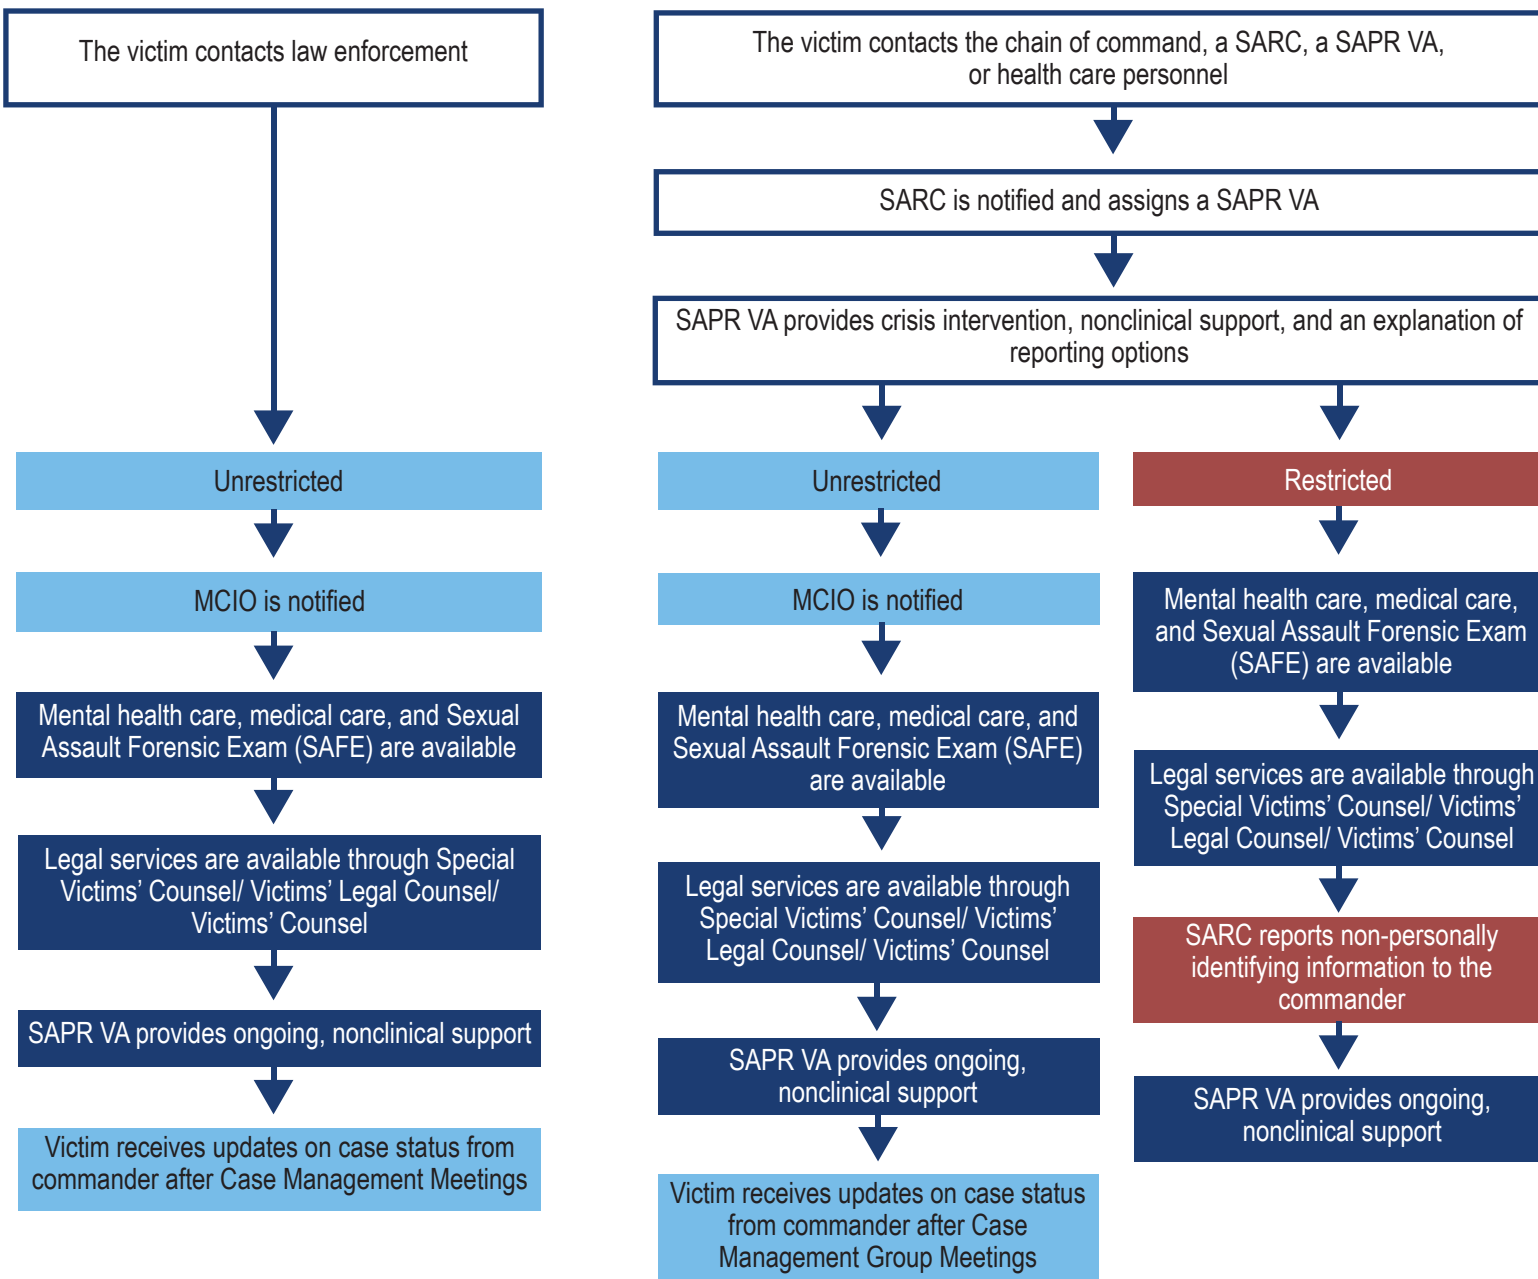 The victim contacts law enforcement
Unrestricted
MCIO is notified
Mental health care, medical care, and Sexual
Assault Forensic Exam (SAFE) are available
Legal services are available through Special
Victims’ Counsel/ Victims’ Legal Counsel/
Victims’ Counsel
SAPR VA provides ongoing, nonclinical support
Victim receives updates on case status from
commander after Case Management Meetings
The victim contacts the chain of command, a SARC, a SAPR VA,
or health care personnel
SARC is notified and assigns a SAPR VA
SAPR VA provides crisis intervention, nonclinical support, and an explanation of
reporting options
Unrestricted
MCIO is notified
Mental health care, medical care, and
Sexual Assault Forensic Exam (SAFE)
are available
Legal services are available through
Special Victims’ Counsel/ Victims’
Legal Counsel/ Victims’ Counsel
SAPR VA provides ongoing,
nonclinical support
Victim receives updates on case status
from commander after Case
Management Group Meetings
Restricted
Mental health care, medical care,
and Sexual Assault Forensic Exam
(SAFE) are available
Legal services are available through
Special Victims’ Counsel/ Victims’
Legal Counsel/ Victims’ Counsel
SARC reports non-personally
identifying information to the
commander
SAPR VA provides ongoing,
nonclinical support